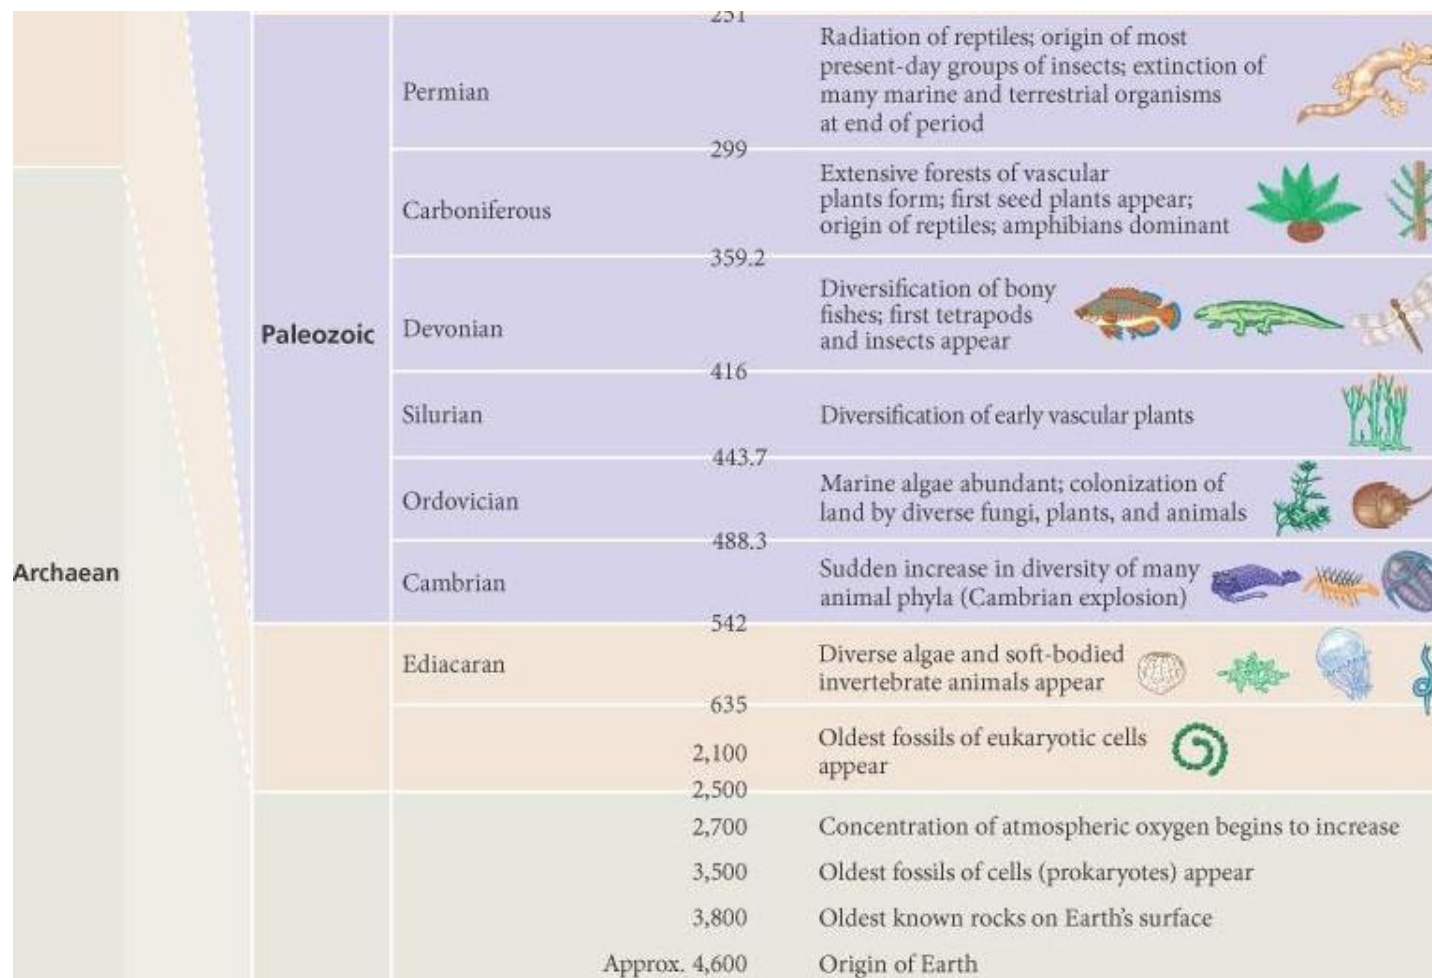 251
Permian
Radiation of reptiles; origin of most
present-day groups of insects; extinction of
many marine and terrestrial organisms
at end of period
299
Carboniferous
Extensive forests of vascular
plants form; first seed plants appear;
origin of reptiles; amphibians dominant
359.2
Paleozoic
Devonian
Diversification of bony
fishes; first tetrapods
and insects appear
416
Silurian
Diversification of early vascular plants
443.7
Ordovician
Marine algae abundant; colonization of
land by diverse fungi, plants, and animals
488.3
Archaean
Cambrian
Sudden increase in diversity of many
animal phyla (Cambrian explosion)
542
Ediacaran
Diverse algae and soft-bodied
invertebrate animals appear
635
2,100
Oldest fossils of eukaryotic cells
appear
2,500
2,700 Concentration of atmospheric oxygen begins to increase
3,500 Oldest fossils of cells (prokaryotes) appear
3,800 Oldest known rocks on Earth's surface
Approx. 4,600 Origin of Earth